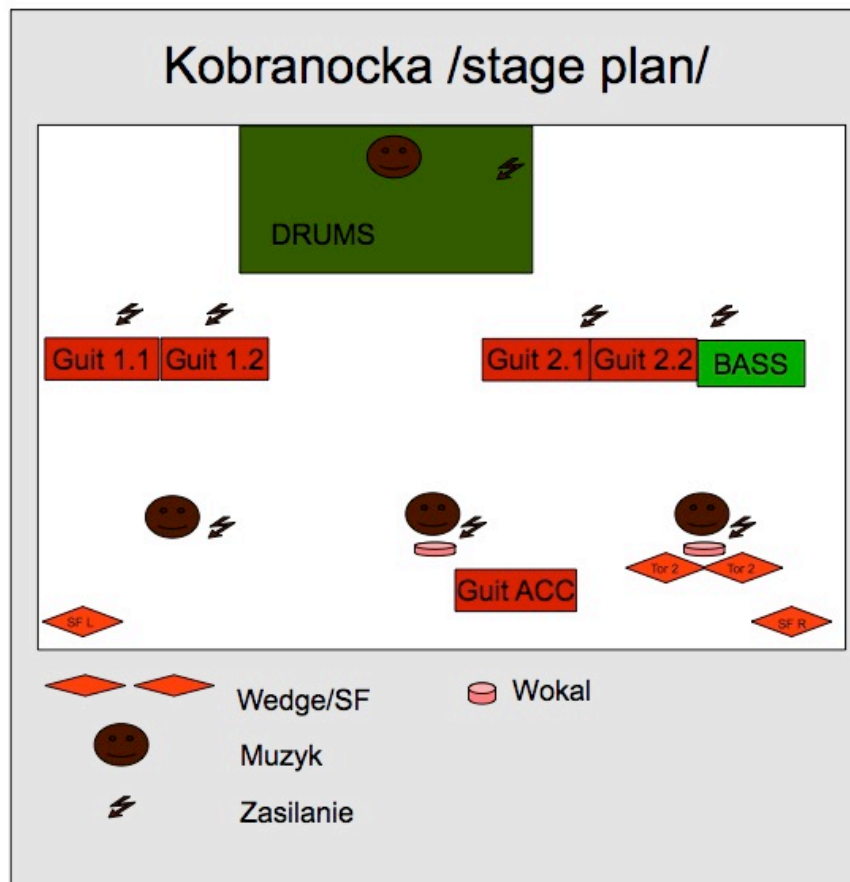 Kobranocka /stage plan/
DRUMS
Guit 1.1 Guit 1.2 Guit 2.1 Guit 2.2 BASS
Tor 2 Tor 2
Guit ACC
SF L SF R
Wedge/SF Wokal
Muzyk
Zasilanie